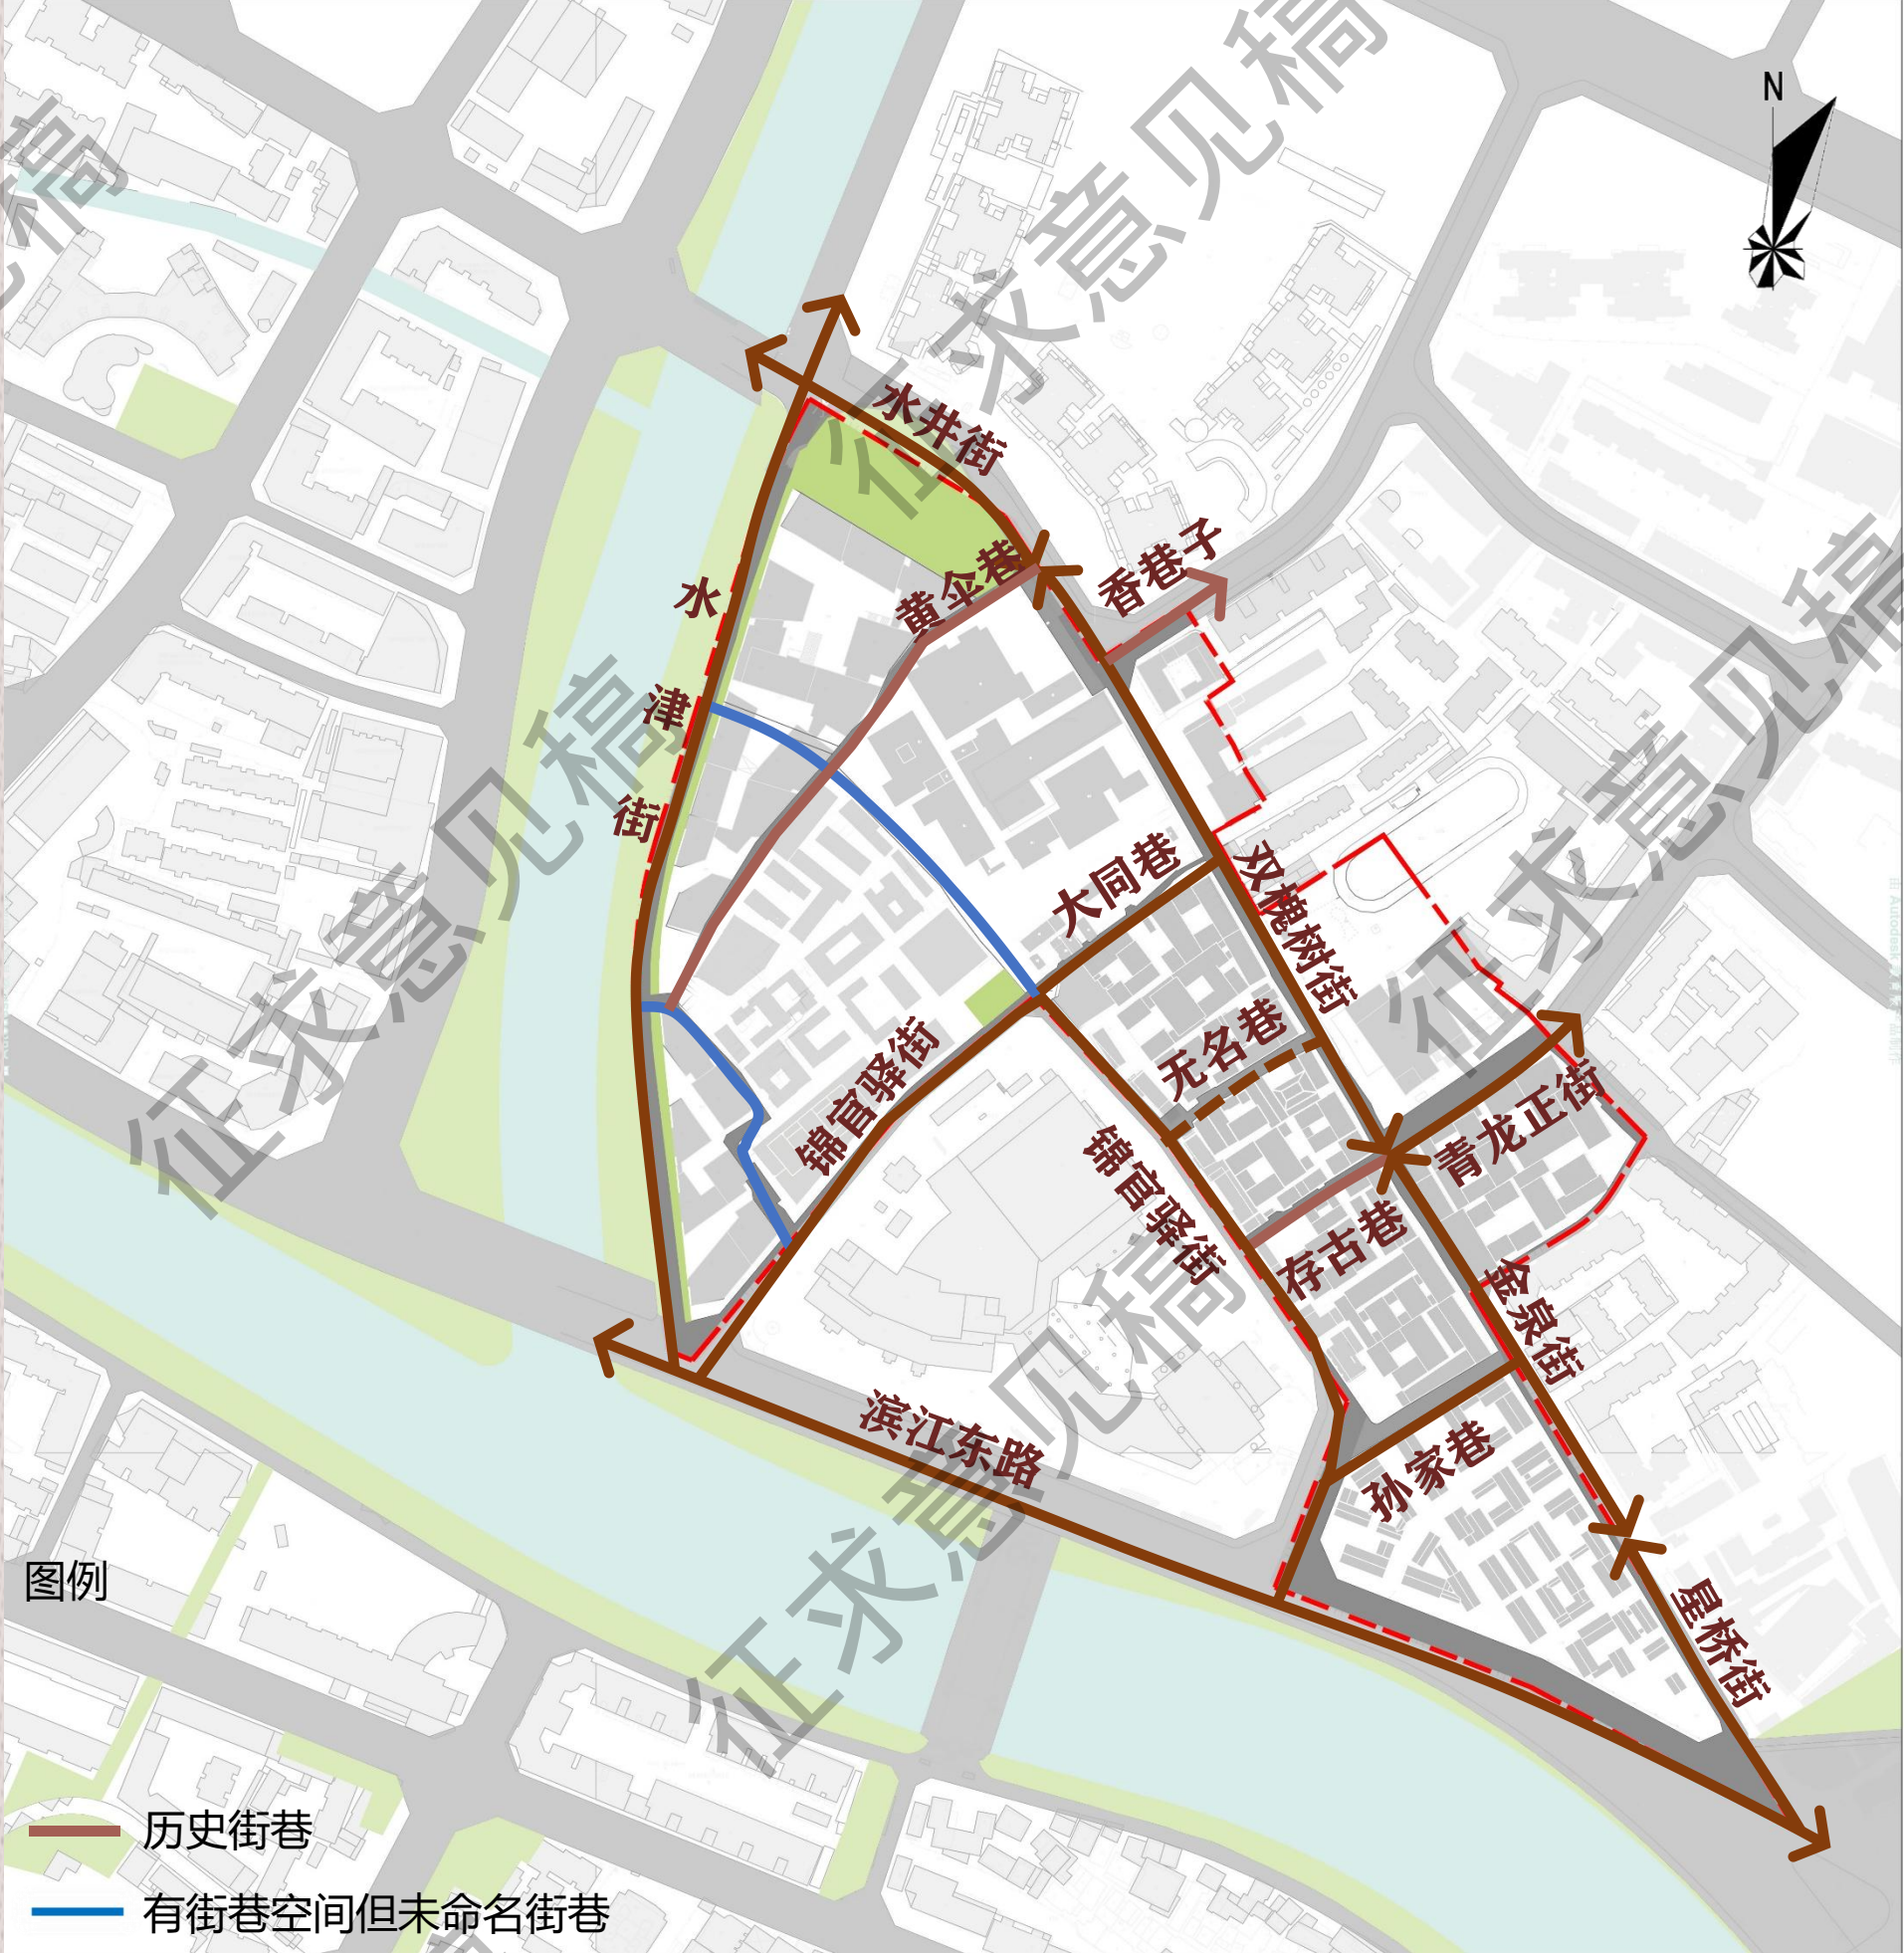 N
征求意见稿
稿
水井街
香巷子
黄伞巷
水津街
征求意见稿
大同巷
双槐树街
征求意见稿
无名巷
锦官驿街
青龙正街
锦官驿街
存古巷
金泉街
滨江东路
孙家巷
征求意见稿
星桥街
图例
历史街巷
有街巷空间但未命名街巷